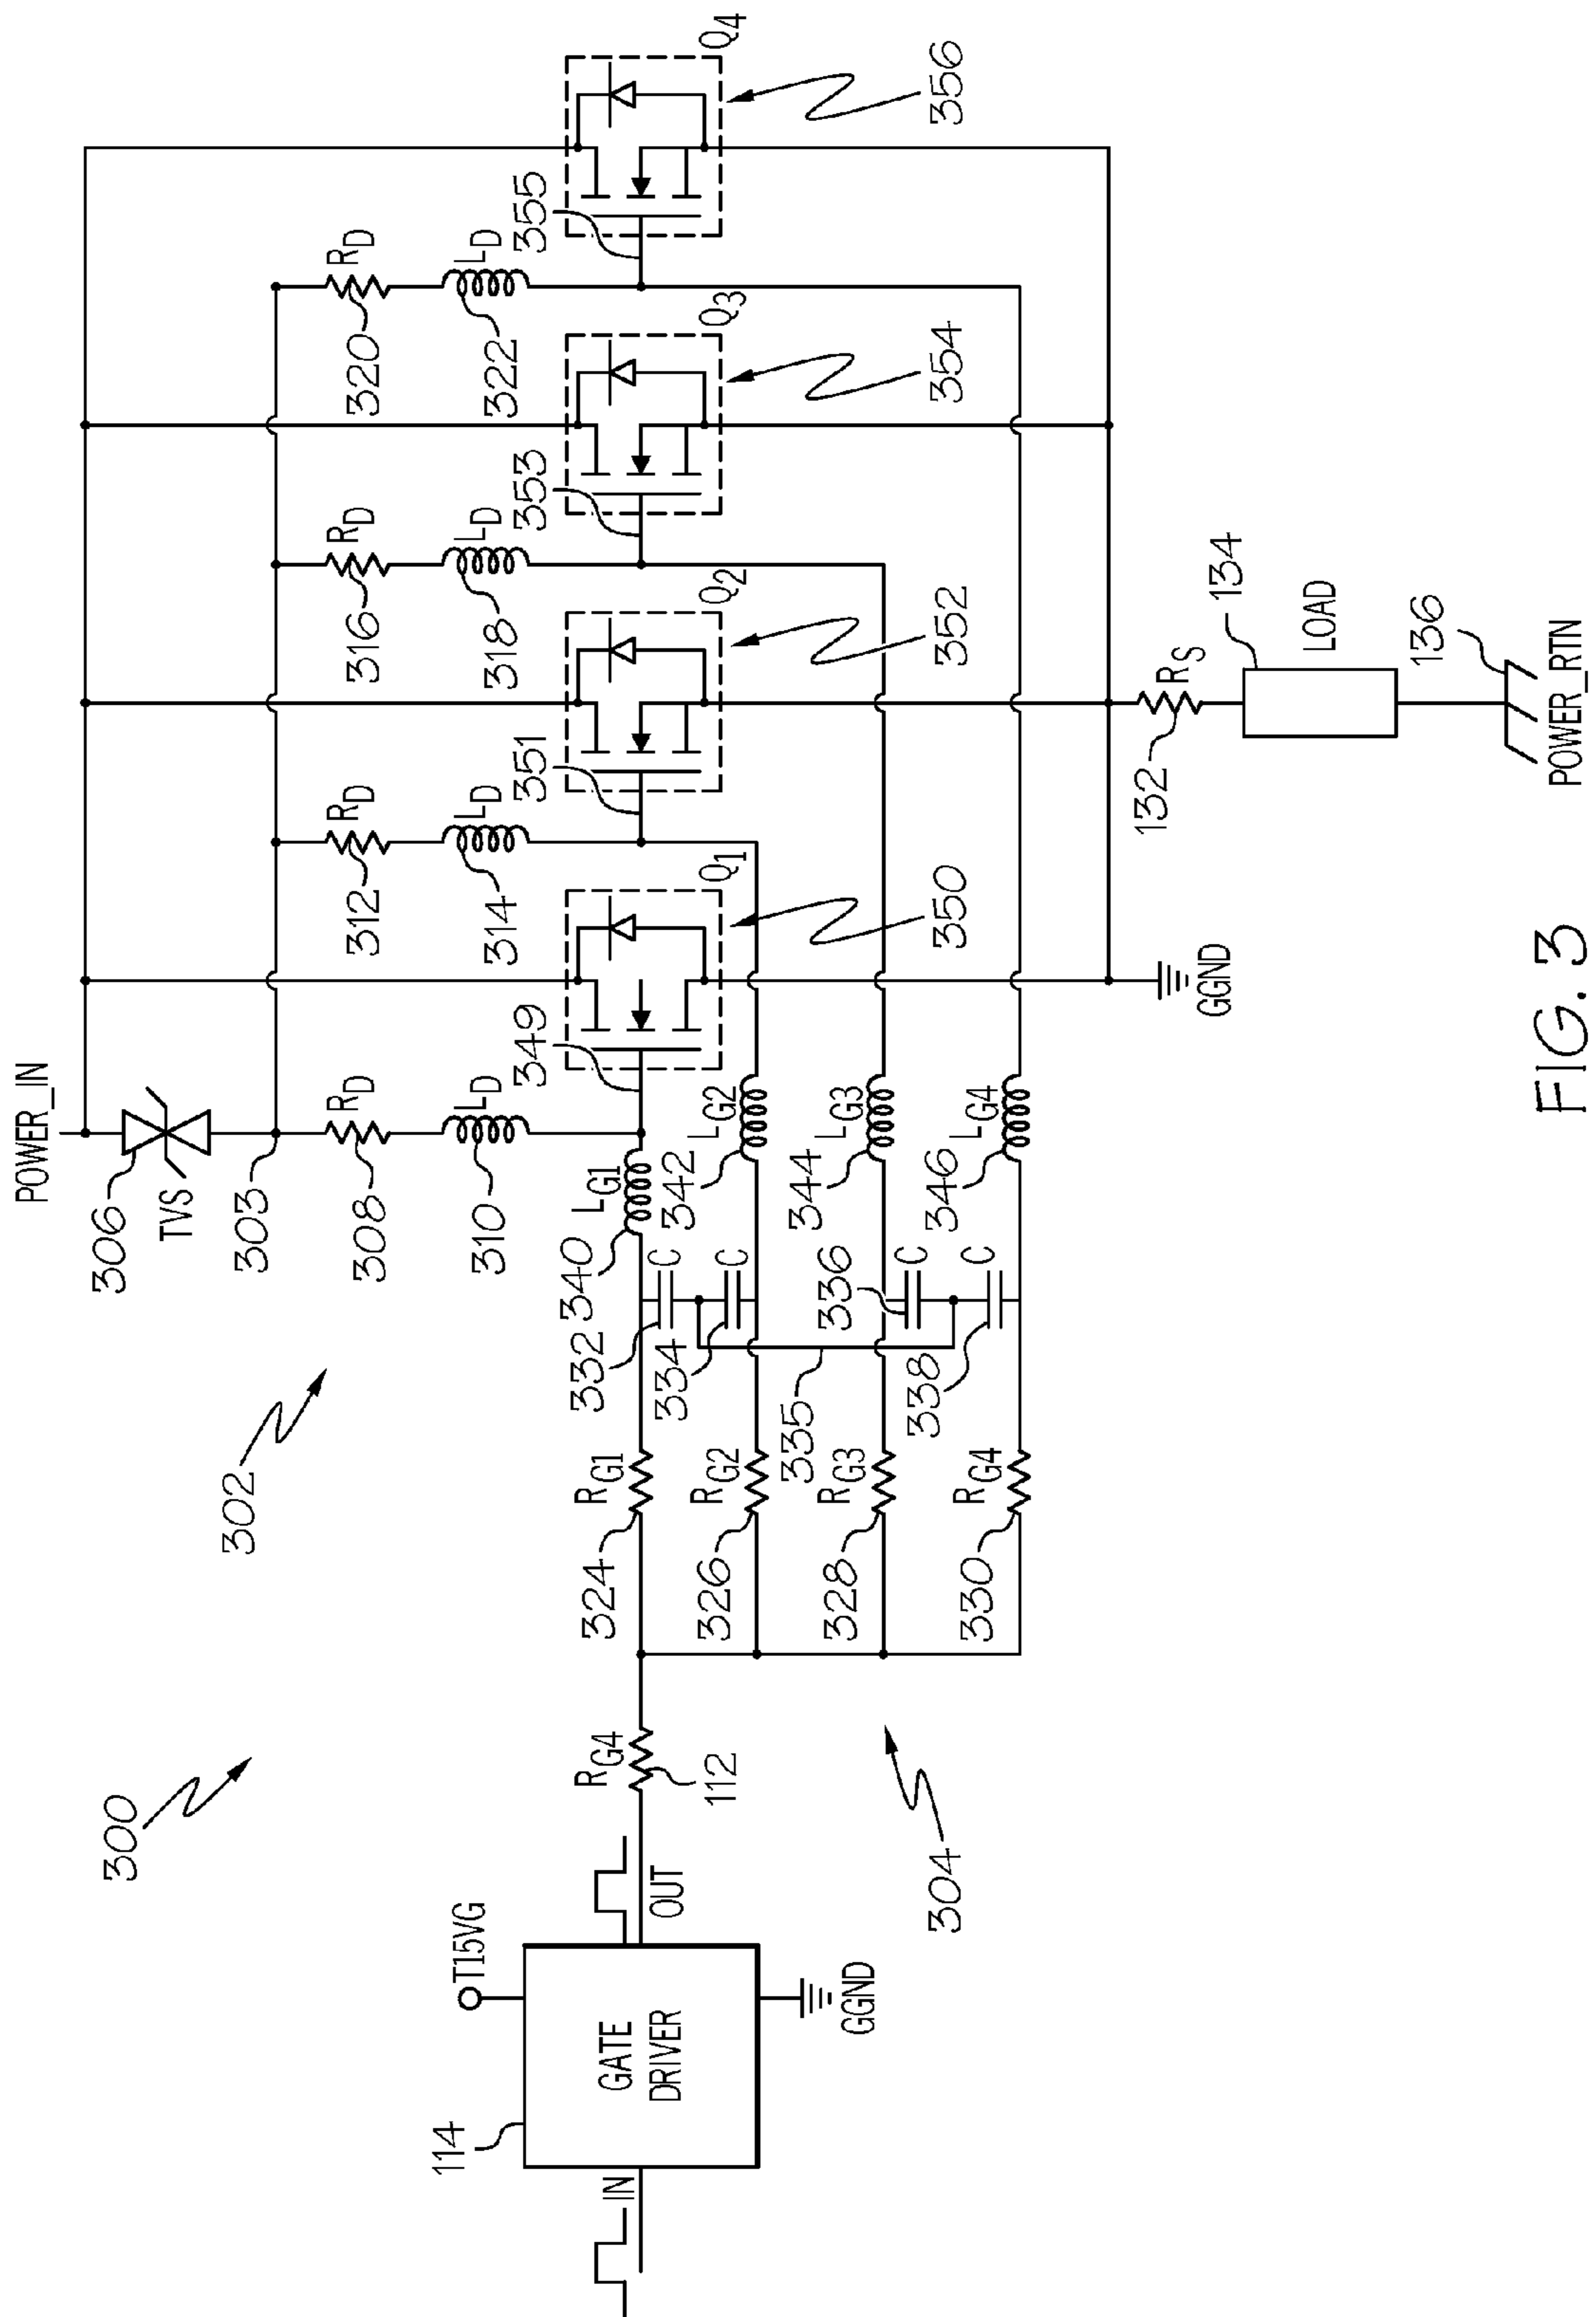 300
302
304
114
IN
GATE
DRIVER
T15VG
GGND
OUT
RG4
112
POWER_IN
306
TVS
303
308
RD
310
LD
312
RD
314
LD
316
RD
318
LD
320
RD
322
LD
324
RG1
326
RG2
328
RG3
330
RG4
332
C
334
C
335
336
C
338
C
340
LG1
342
LG2
344
LG3
346
LG4
349
Q1
350
351
Q2
352
353
Q3
354
355
Q4
356
GGND
132
RS
134
LOAD
136
POWER_RTN
FIG. 3